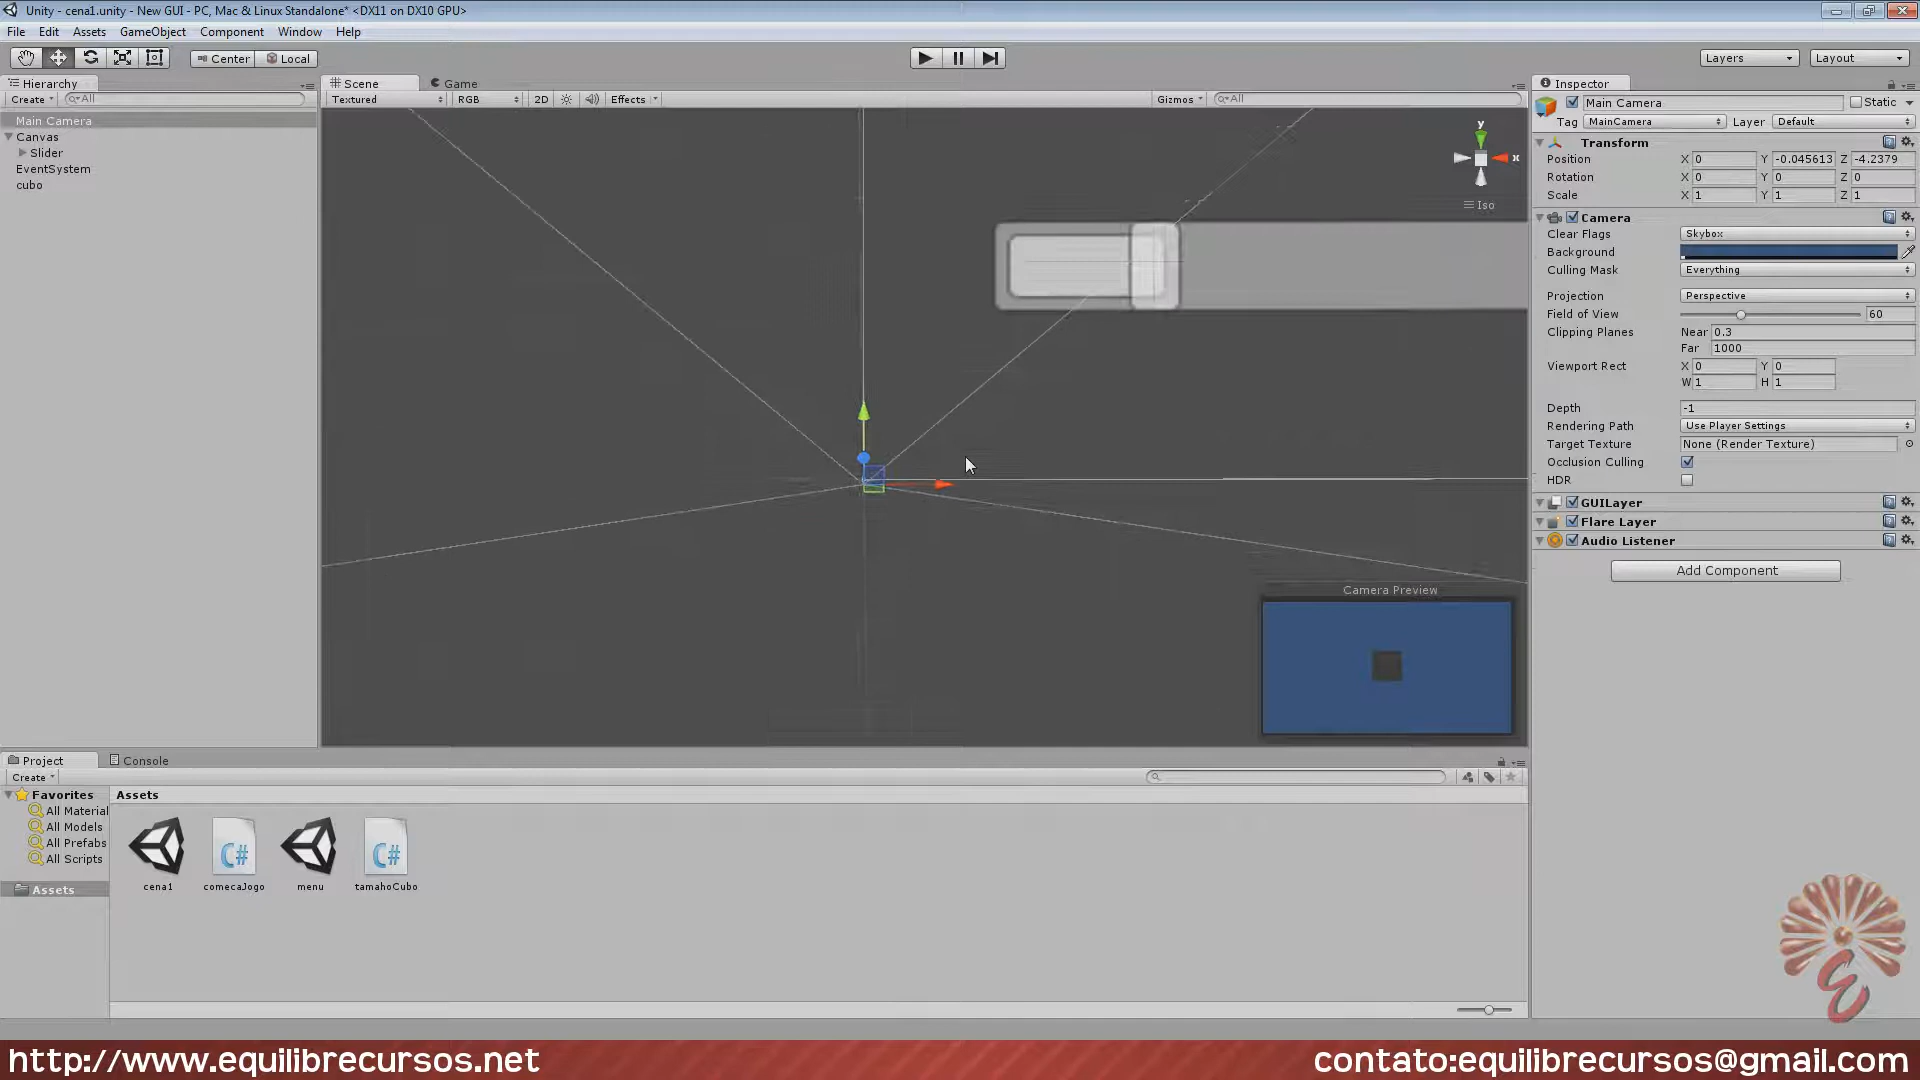 Unity - cena1.unity - New GUI - PC, Mac & Linux Standalone* <DX11 on DX10 GPU>
File Edit Assets GameObject Component Window Help
Center Local
Layers Layout
Hierarchy
Create All
Main Camera
Canvas
Slider
EventSystem
cubo
Scene Game
Textured RGB 2D Effects Gizmos All
y
x
Iso
Camera Preview
Inspector
Main Camera Static
Tag MainCamera Layer Default
Transform
Position X 0 Y -0.045613 Z -4.2379
Rotation X 0 Y 0 Z 0
Scale X 1 Y 1 Z 1
Camera
Clear Flags Skybox
Background
Culling Mask Everything
Projection Perspective
Field of View 60
Clipping Planes Near 0.3
Far 1000
Viewport Rect X 0 Y 0
W 1 H 1
Depth -1
Rendering Path Use Player Settings
Target Texture None (Render Texture)
Occlusion Culling
HDR
GUILayer
Flare Layer
Audio Listener
Add Component
Project Console
Create
Favorites
All Material
All Models
All Prefabs
All Scripts
Assets
Assets
cena1 comecaJogo menu tamahoCubo
C# C#
E
http://www.equilibrecursos.net contato:equilibrecursos@gmail.com